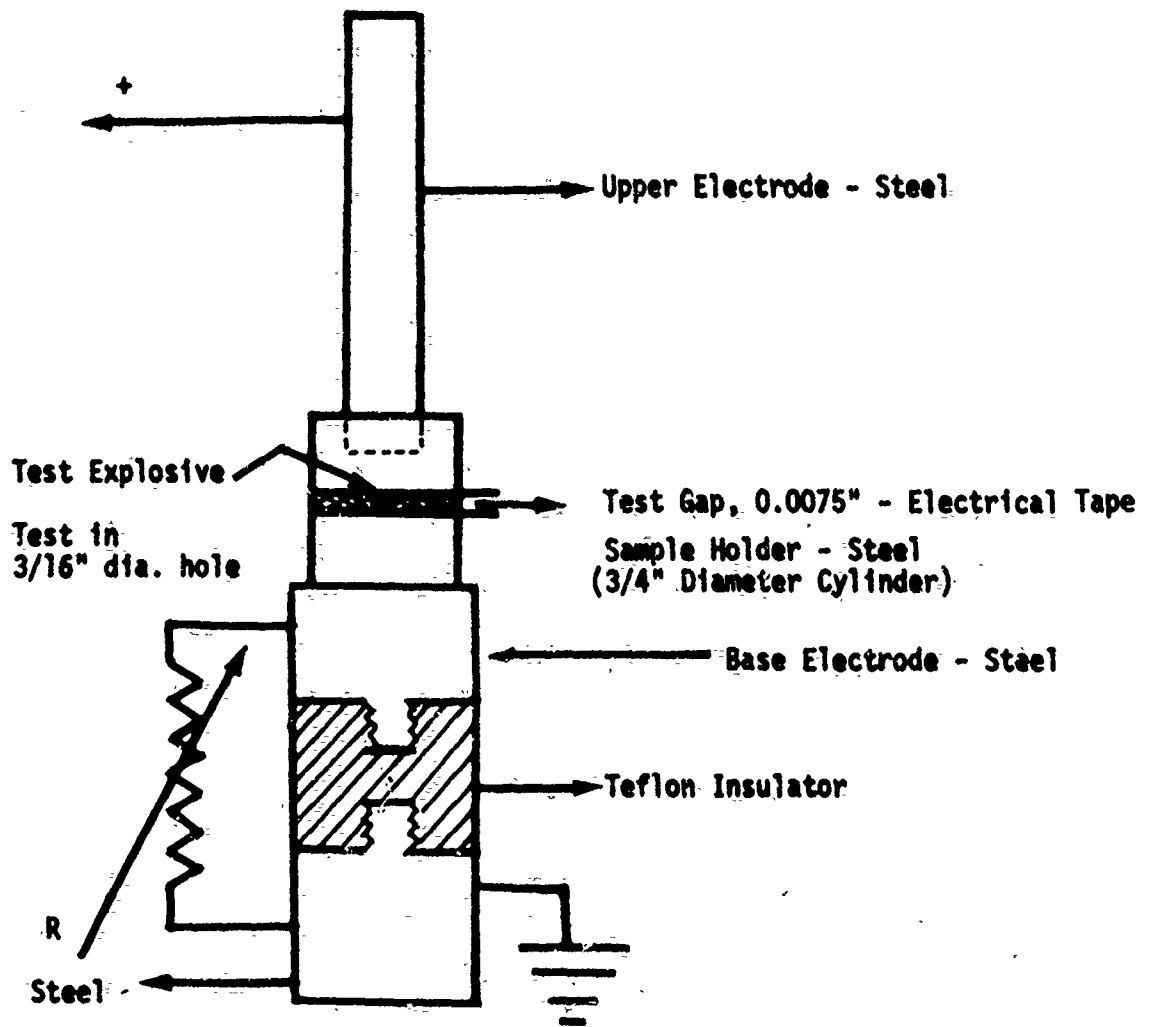 +
Upper Electrode - Steel
Test Explosive
Test in
3/16" dia. hole
Test Gap, 0.0075" - Electrical Tape
Sample Holder - Steel
(3/4" Diameter Cylinder)
Base Electrode - Steel
Teflon Insulator
R
Steel